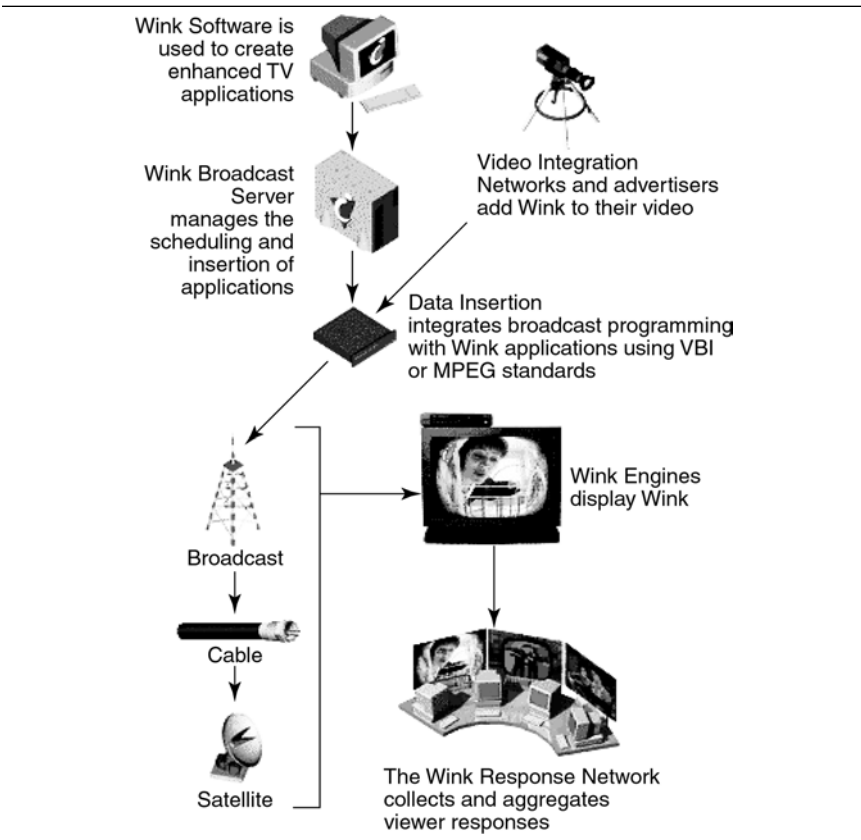 Wink Software is
used to create
enhanced TV
applications
Video Integration
Networks and advertisers
add Wink to their video
Wink Broadcast
Server
manages the
scheduling and
insertion of
applications
Data Insertion
integrates broadcast programming
with Wink applications using VBI
or MPEG standards
Wink Engines
display Wink
Broadcast
Cable
Satellite
The Wink Response Network
collects and aggregates
viewer responses